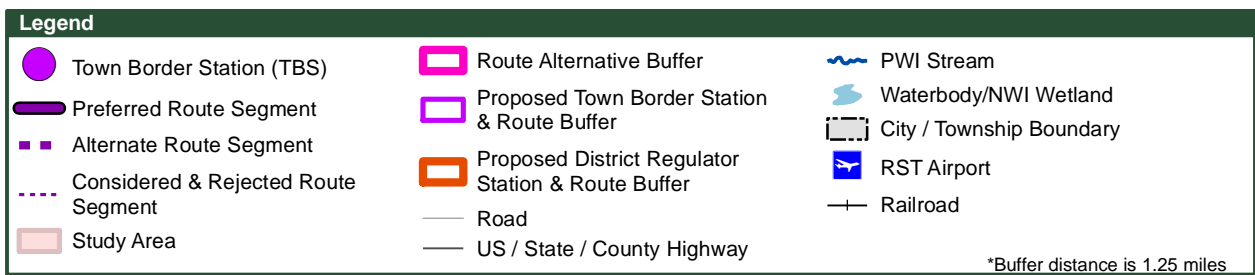 Legend
Town Border Station (TBS)
Preferred Route Segment
Alternate Route Segment
Considered & Rejected Route
Segment
Study Area
Route Alternative Buffer
Proposed Town Border Station
& Route Buffer
Proposed District Regulator
Station & Route Buffer
Road
US / State / County Highway
PWI Stream
Waterbody/NWI Wetland
City / Township Boundary
RST Airport
Railroad
*Buffer distance is 1.25 miles